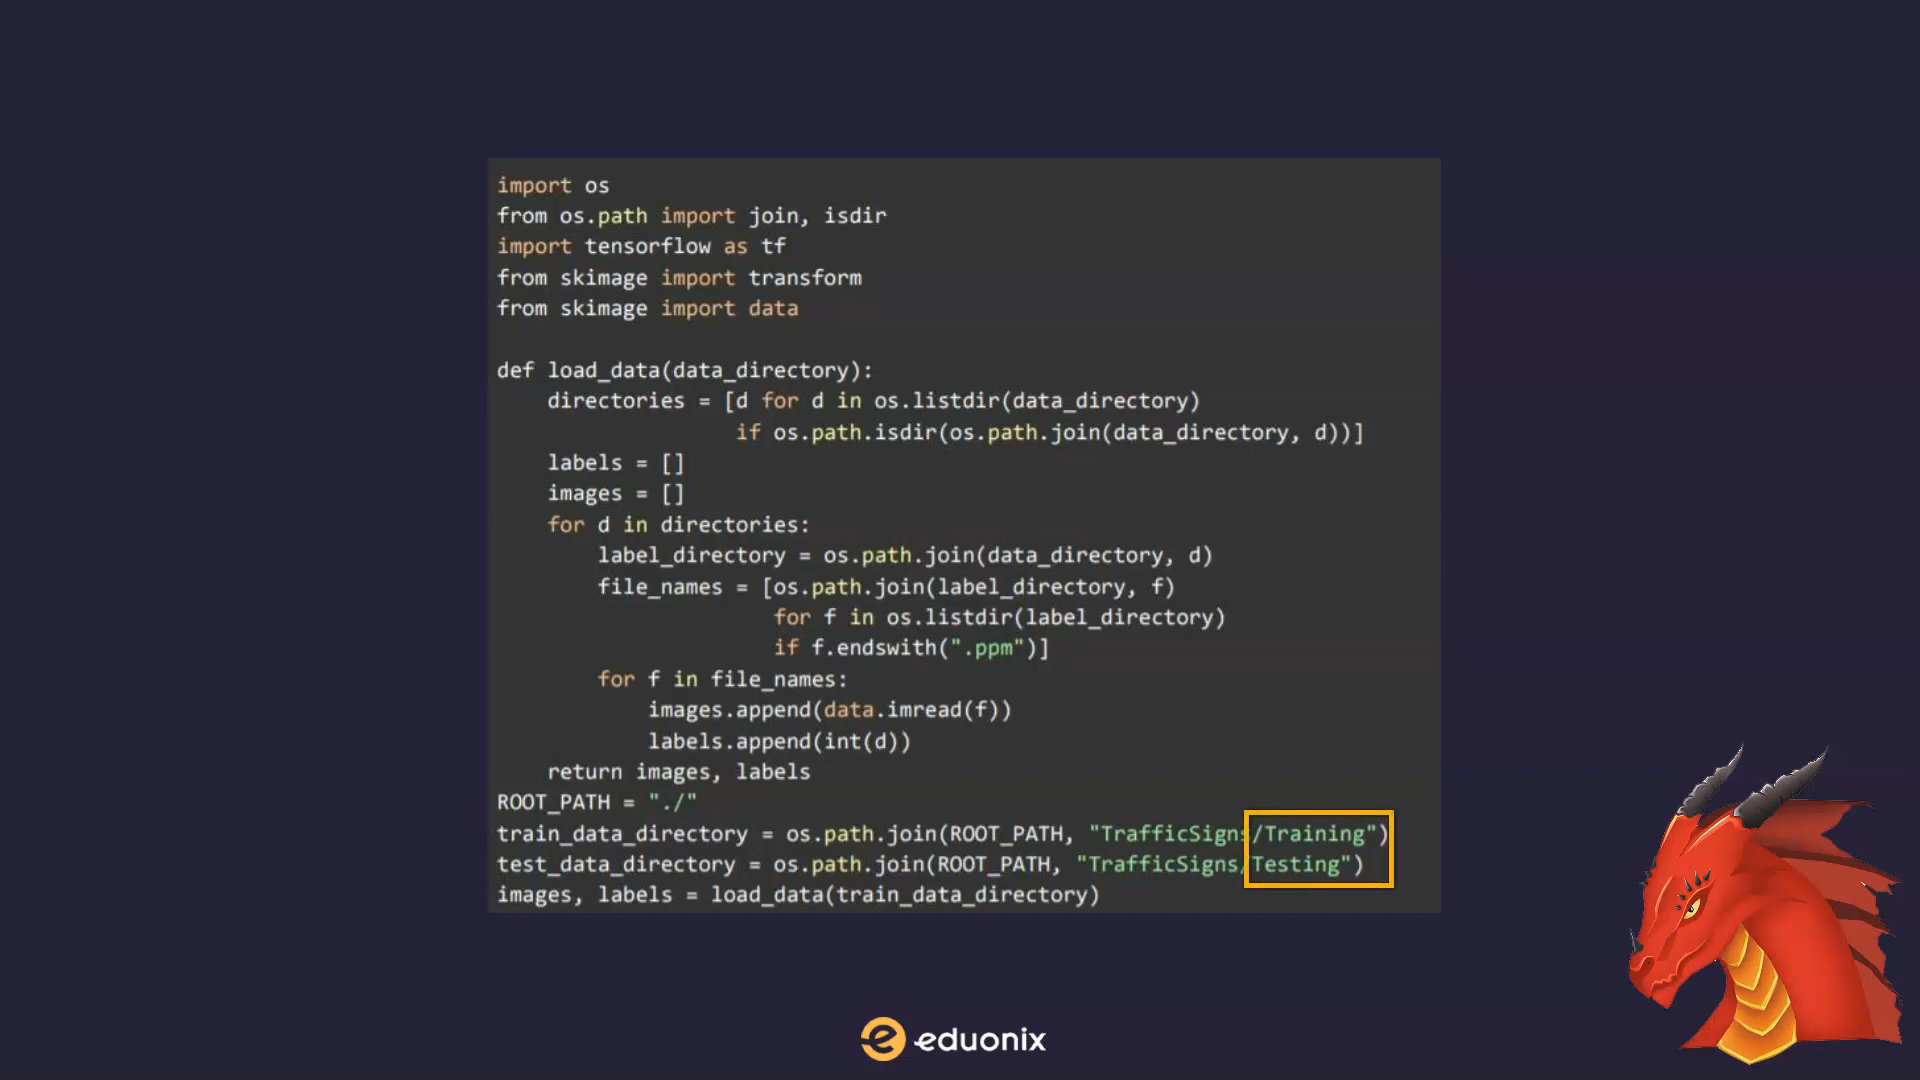 import os
from os.path import join, isdir
import tensorflow as tf
from skimage import transform
from skimage import data
def load_data(data_directory):
    directories = [d for d in os.listdir(data_directory)
                   if os.path.isdir(os.path.join(data_directory, d))]
    labels = []
    images = []
    for d in directories:
        label_directory = os.path.join(data_directory, d)
        file_names = [os.path.join(label_directory, f)
                      for f in os.listdir(label_directory)
                      if f.endswith(".ppm")]
        for f in file_names:
            images.append(data.imread(f))
            labels.append(int(d))
    return images, labels
ROOT_PATH = "./"
train_data_directory = os.path.join(ROOT_PATH, "TrafficSigns/Training")
test_data_directory = os.path.join(ROOT_PATH, "TrafficSigns/Testing")
images, labels = load_data(train_data_directory)
eduonix